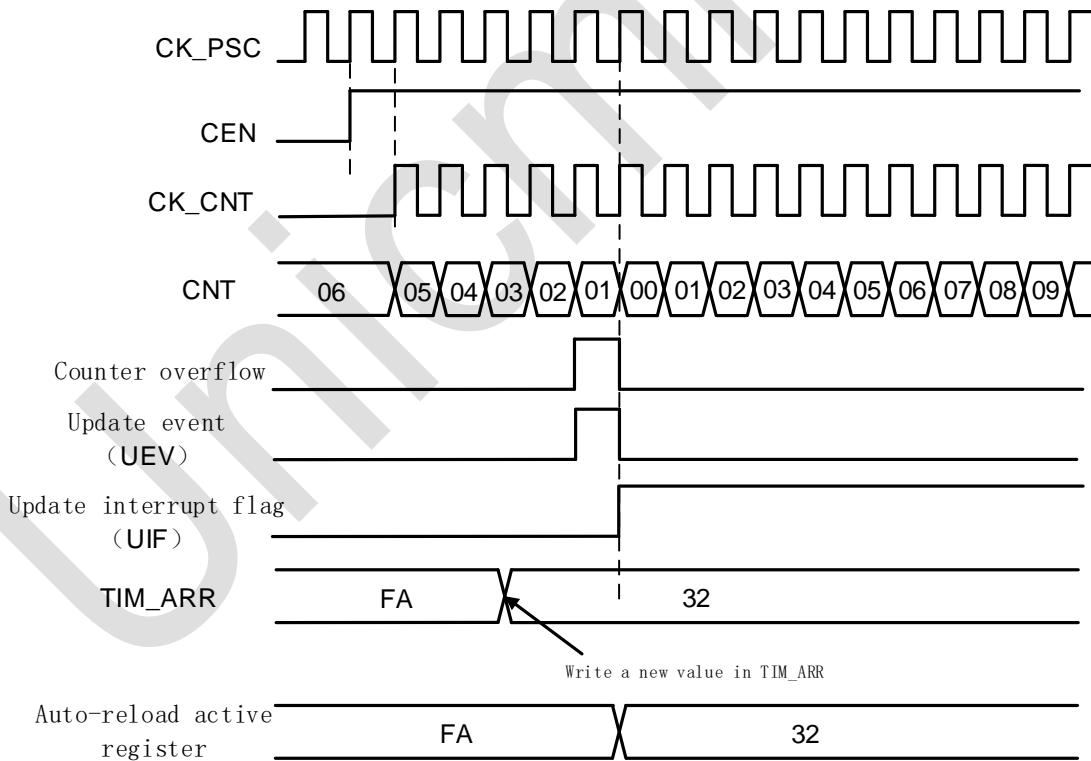 CK_PSC
CEN
CK_CNT
CNT 06 05 04 03 02 01 00 01 02 03 04 05 06 07 08 09
Counter overflow
Update event
（UEV）
Update interrupt flag
（UIF）
TIM_ARR FA 32
Write a new value in TIM_ARR
Auto-reload active
register
FA 32
Unicm